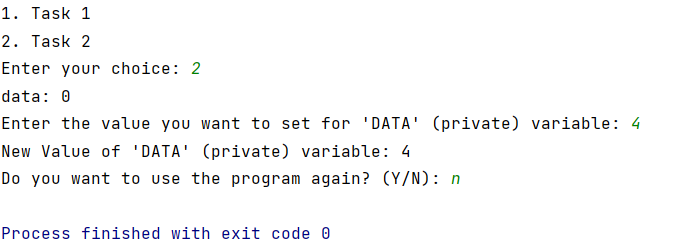 1. Task 1
2. Task 2
Enter your choice: 2
data: 0
Enter the value you want to set for 'DATA' (private) variable: 4
New Value of 'DATA' (private) variable: 4
Do you want to use the program again? (Y/N): n
Process finished with exit code 0